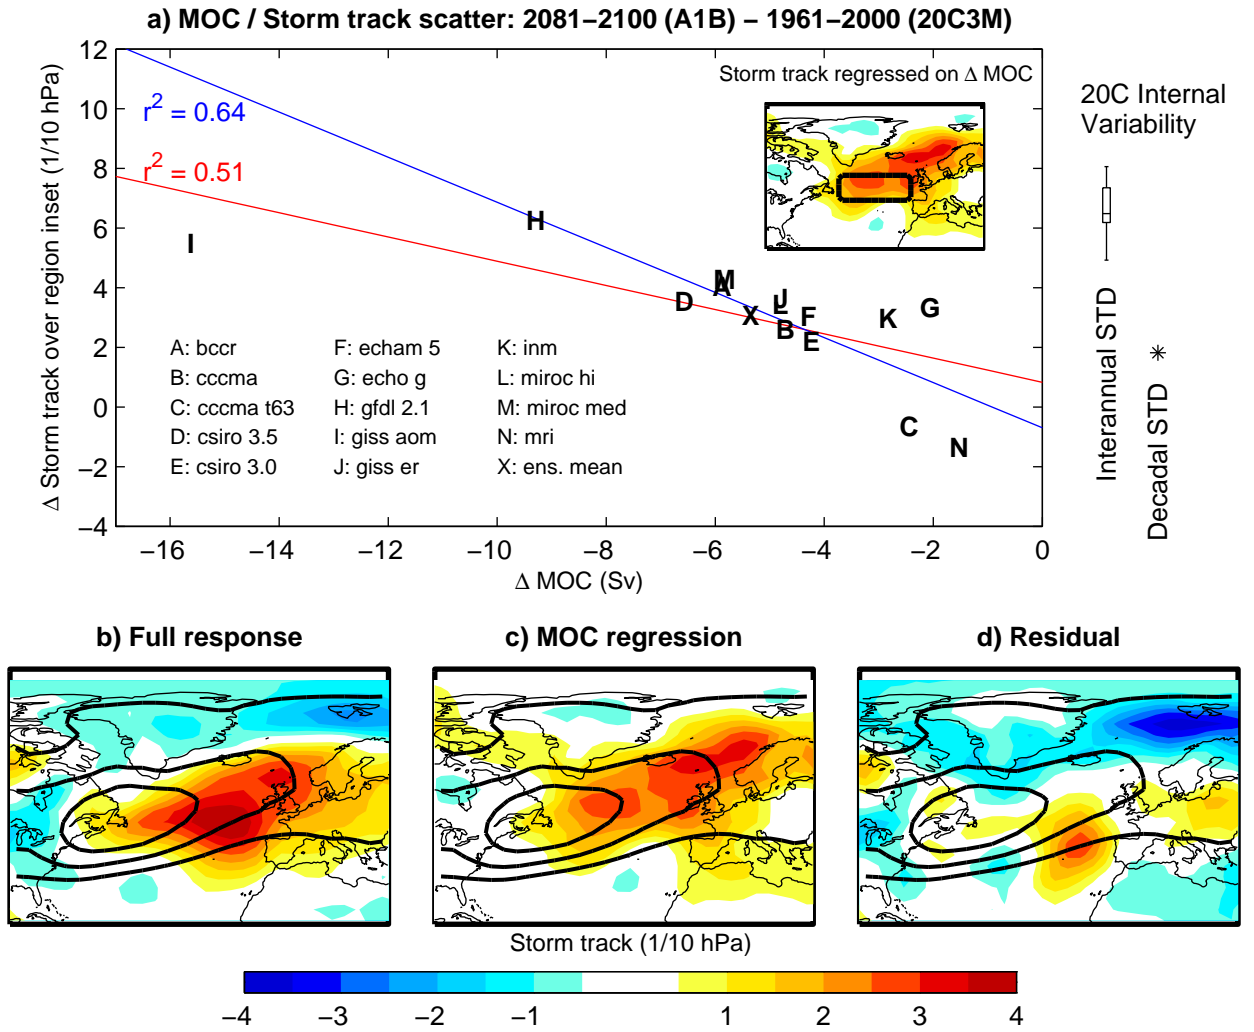 a) MOC / Storm track scatter: 2081−2100 (A1B) − 1961−2000 (20C3M)
Δ Storm track over region inset (1/10 hPa)
12
10
8
6
4
2
0
−2
−4
r² = 0.64
r² = 0.51
Storm track regressed on Δ MOC
I
H
D
M
A
X
J
L
B
F
E
K
G
C
N
A: bccr
B: cccma
C: cccma t63
D: csiro 3.5
E: csiro 3.0
F: echam 5
G: echo g
H: gfdl 2.1
I: giss aom
J: giss er
K: inm
L: miroc hi
M: miroc med
N: mri
X: ens. mean
−16 −14 −12 −10 −8 −6 −4 −2 0
Δ MOC (Sv)
20C Internal
Variability
Interannual STD
Decadal STD
b) Full response
c) MOC regression
d) Residual
Storm track (1/10 hPa)
−4 −3 −2 −1 1 2 3 4